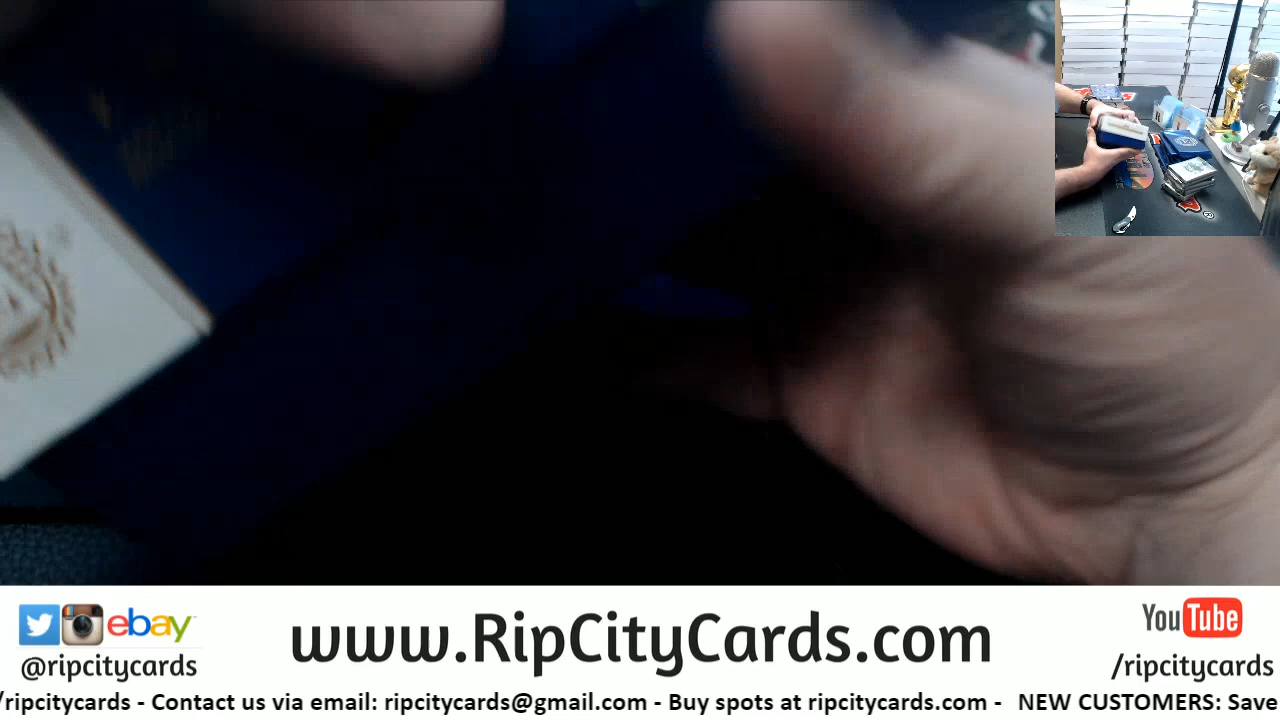 ebay
@ripcitycards
www.RipCityCards.com
YouTube
/ripcitycards
/ripcitycards - Contact us via email: ripcitycards@gmail.com - Buy spots at ripcitycards.com - NEW CUSTOMERS: Save